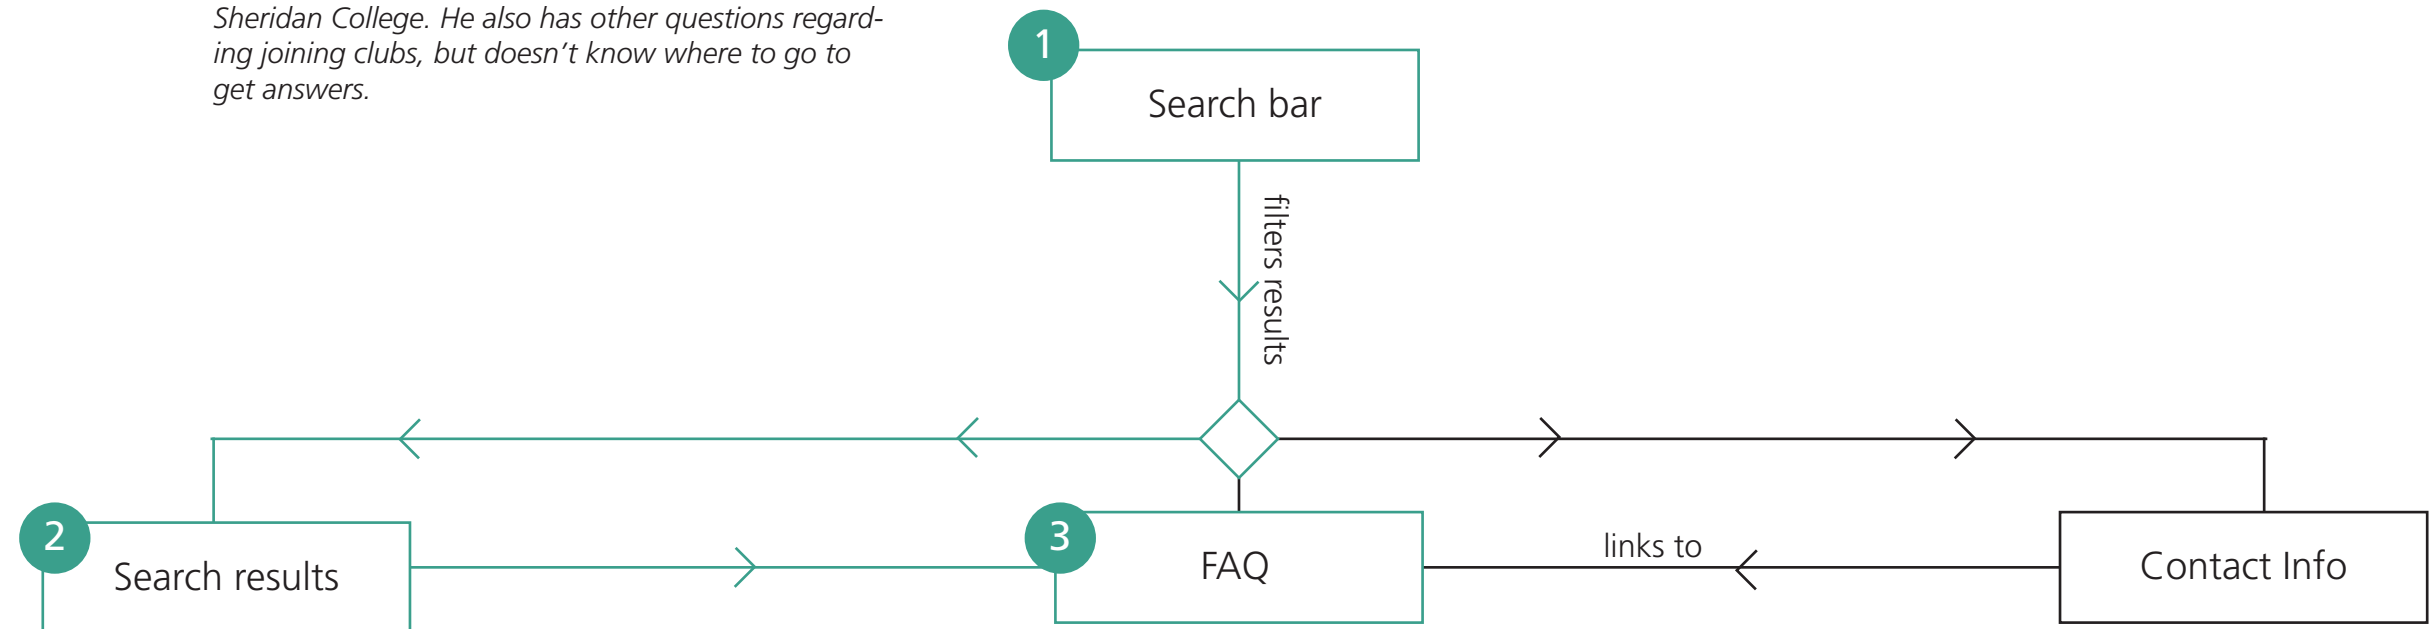 Sheridan College. He also has other questions regard-
ing joining clubs, but doesn't know where to go to
get answers.
1
Search bar
filters results
2
Search results
3
FAQ
links to
Contact Info